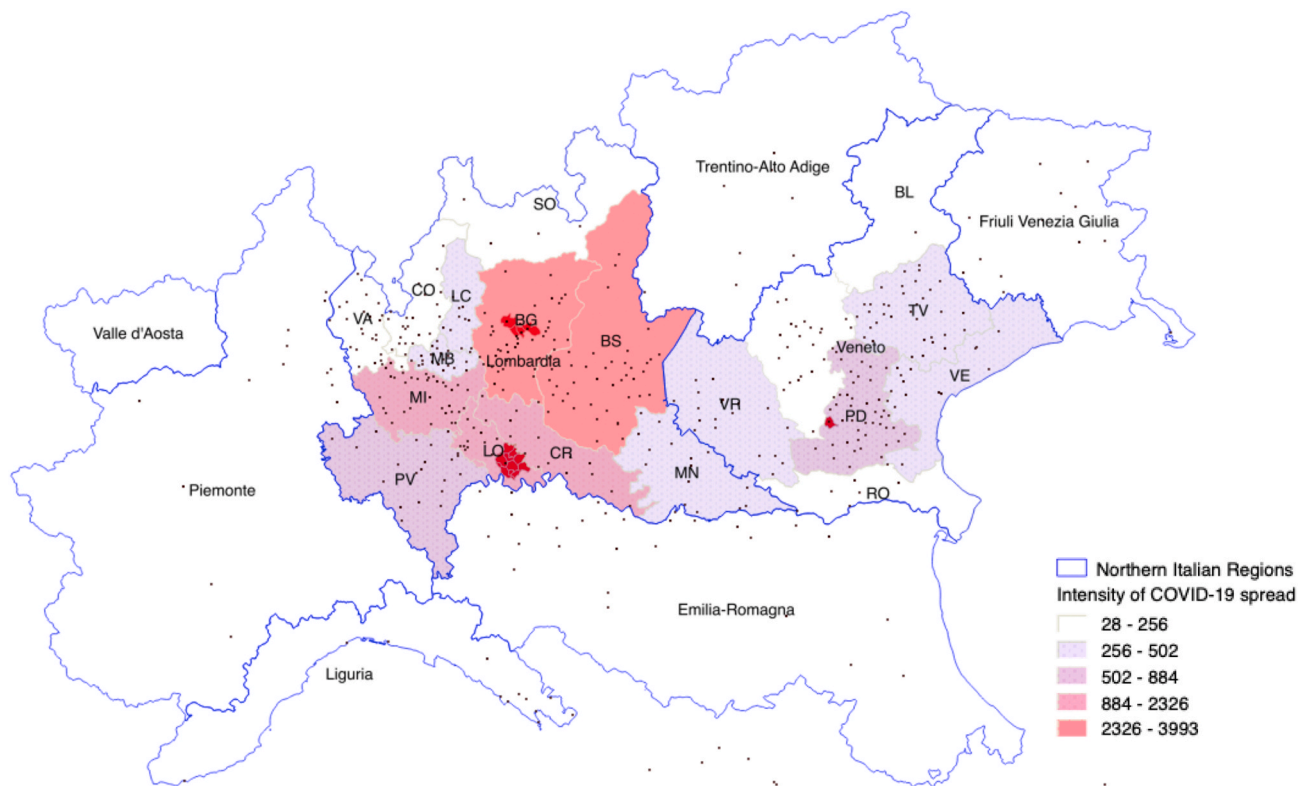 Trentino-Alto Adige
BL
SO
Friuli Venezia Giulia
CO
LC
VA
BG
TV
Valle d'Aosta
BS
Veneto
MB
Lombardia
VE
MI
VR
PD
LO
CR
PV
MN
RO
Piemonte
Emilia-Romagna
Liguria
Northern Italian Regions
Intensity of COVID-19 spread
28 - 256
256 - 502
502 - 884
884 - 2326
2326 - 3993